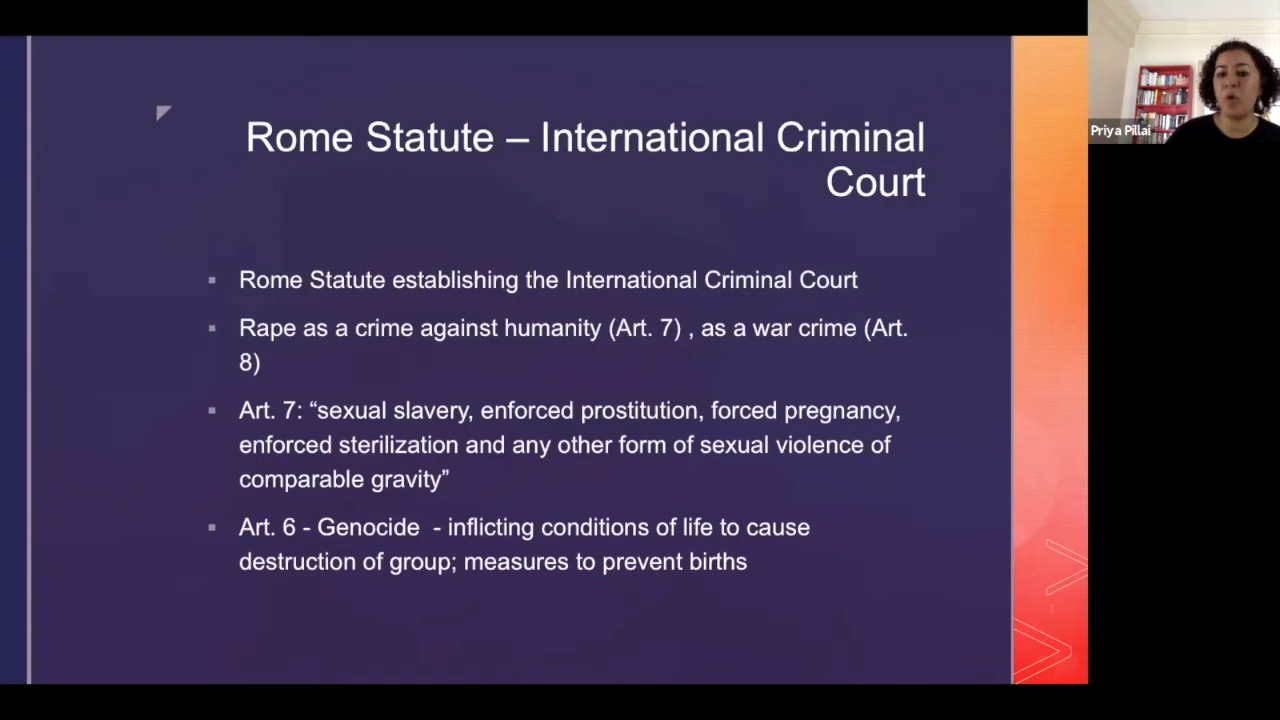 Rome Statute – International Criminal
Court
Priya Pillai
▪ Rome Statute establishing the International Criminal Court
▪ Rape as a crime against humanity (Art. 7) , as a war crime (Art.
8)
▪ Art. 7: “sexual slavery, enforced prostitution, forced pregnancy,
enforced sterilization and any other form of sexual violence of
comparable gravity”
▪ Art. 6 - Genocide  - inflicting conditions of life to cause
destruction of group; measures to prevent births